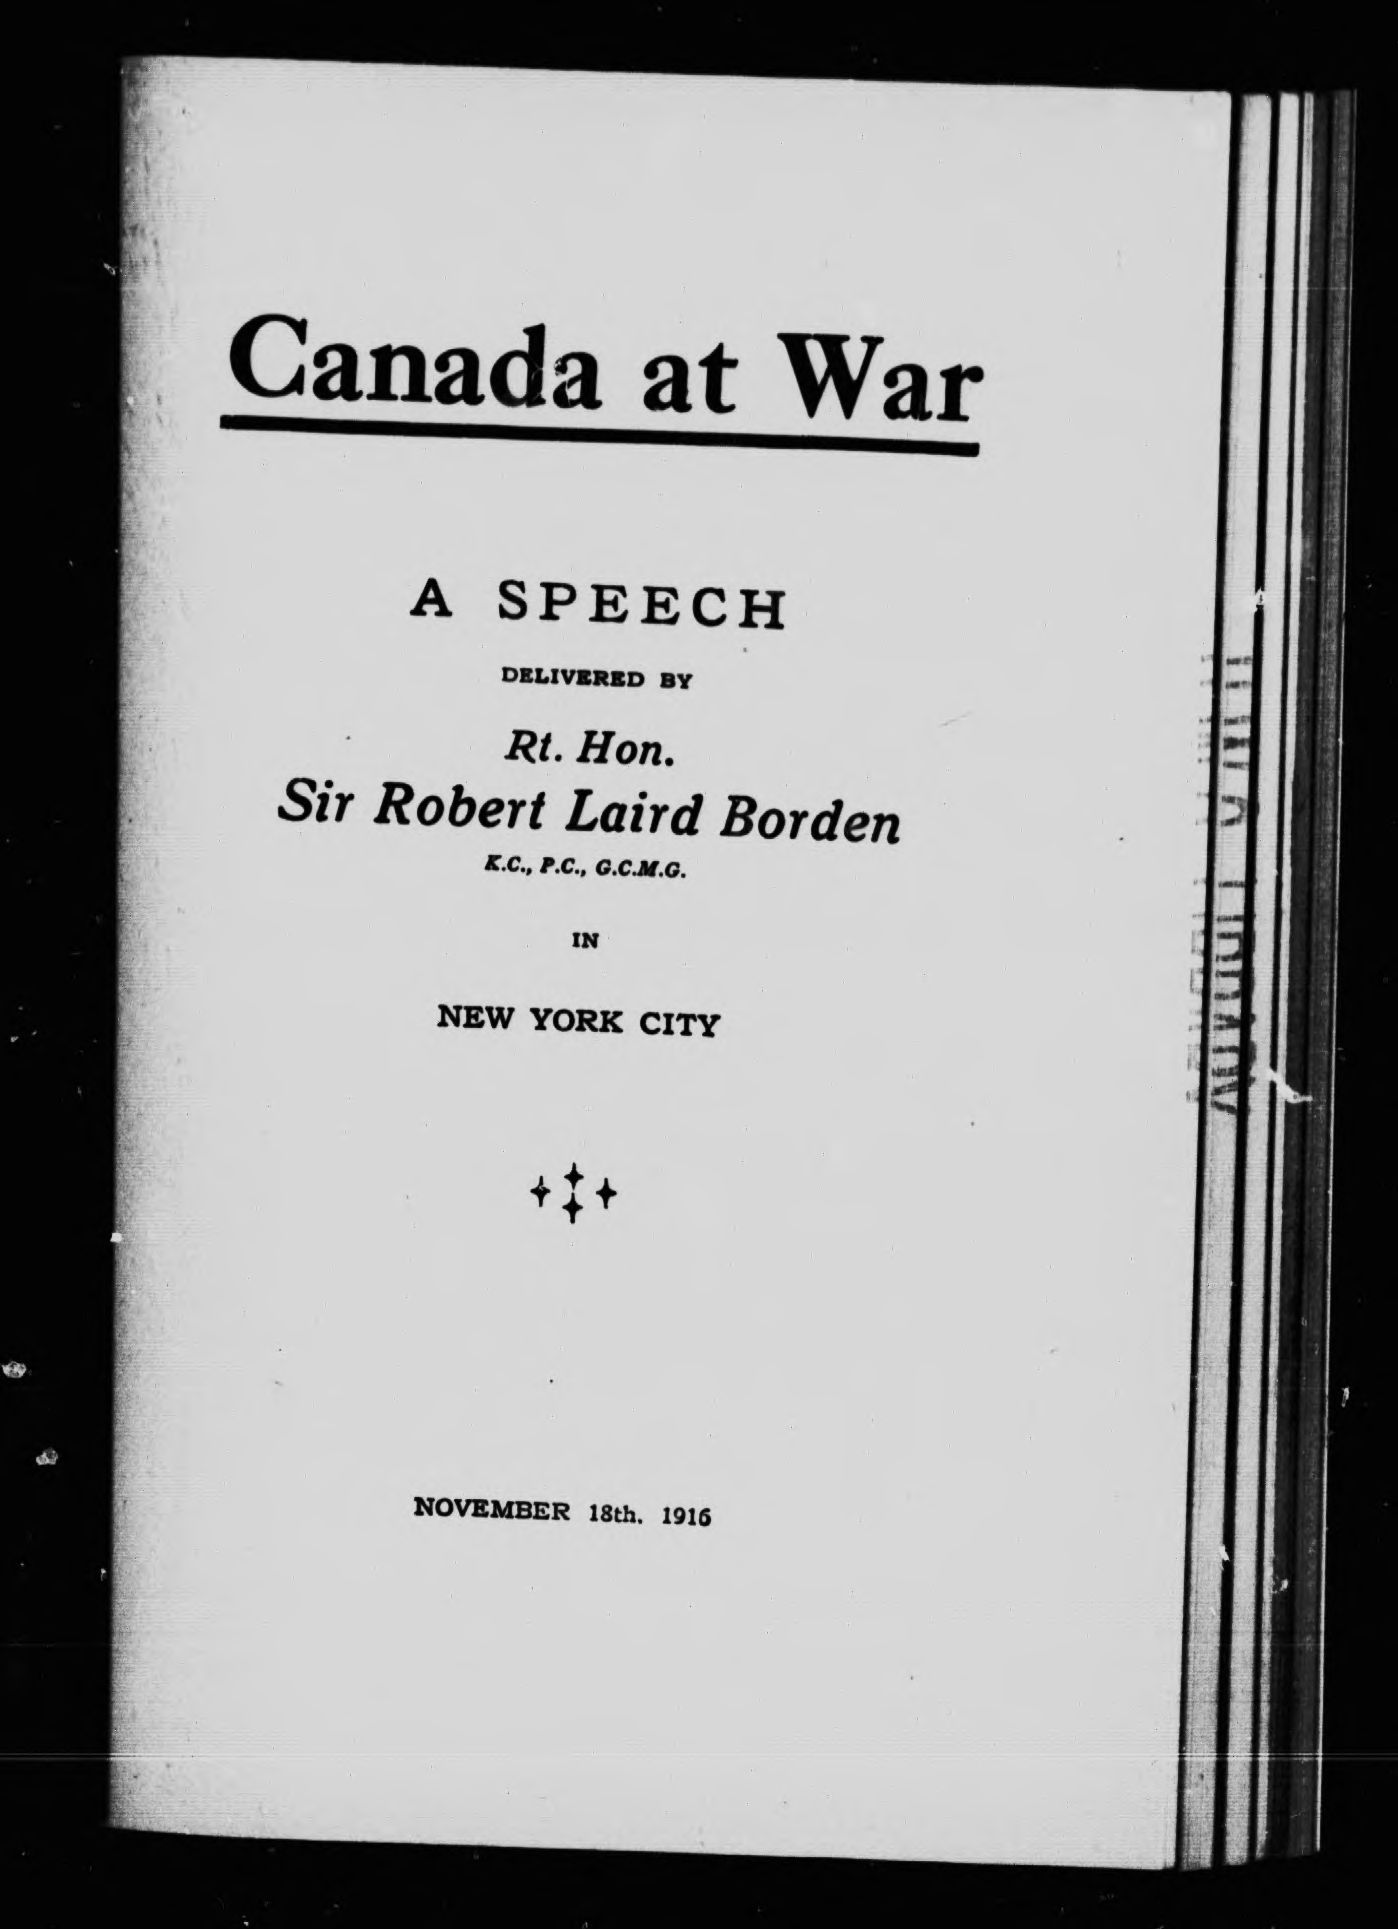 Canada at War
A SPEECH
DELIVERED BY
Rt. Hon.
Sir Robert Laird Borden
K.C., P.C., G.C.M.G.
IN
NEW YORK CITY
NOVEMBER 18th. 1916